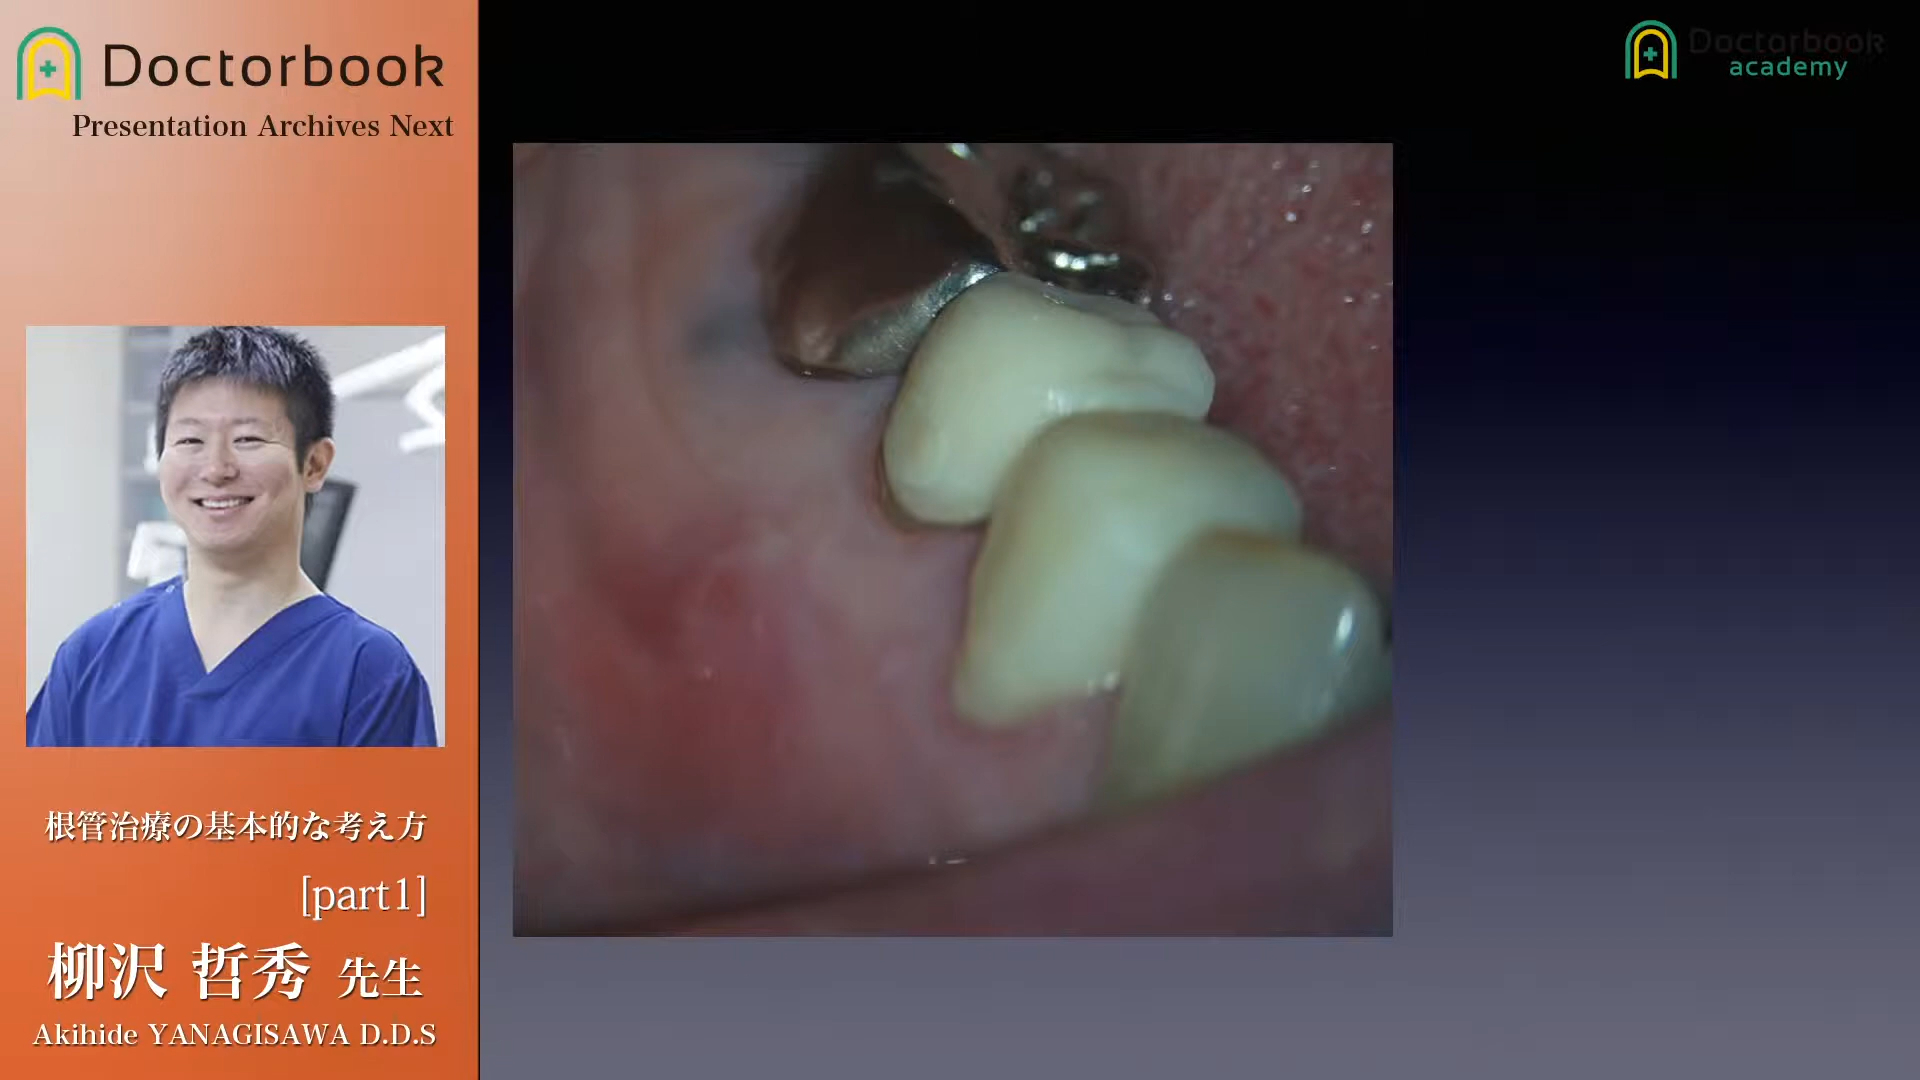 Doctorbook
Presentation Archives Next
根管治療の基本的な考え方
[part1]
柳沢 哲秀 先生
Akihide YANAGISAWA D.D.S
Doctorbook
academy